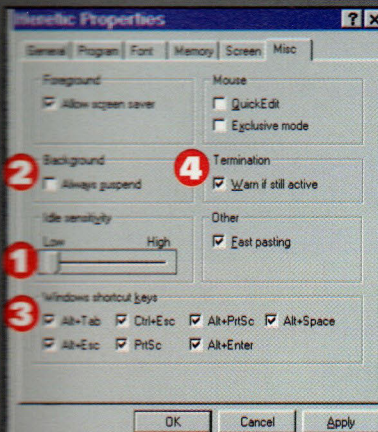 Heretic Properties
General Program Font Memory Screen Misc
Foreground
Allow screen saver
Mouse
QuickEdit
Exclusive mode
2
Background
Always suspend
4
Termination
Warn if still active
Idle sensitivity
Low High
1
Other
Fast pasting
3
Windows shortcut keys
Alt+Tab Ctrl+Esc Alt+PrtSc Alt+Space
Alt+Esc PrtSc Alt+Enter
OK Cancel Apply